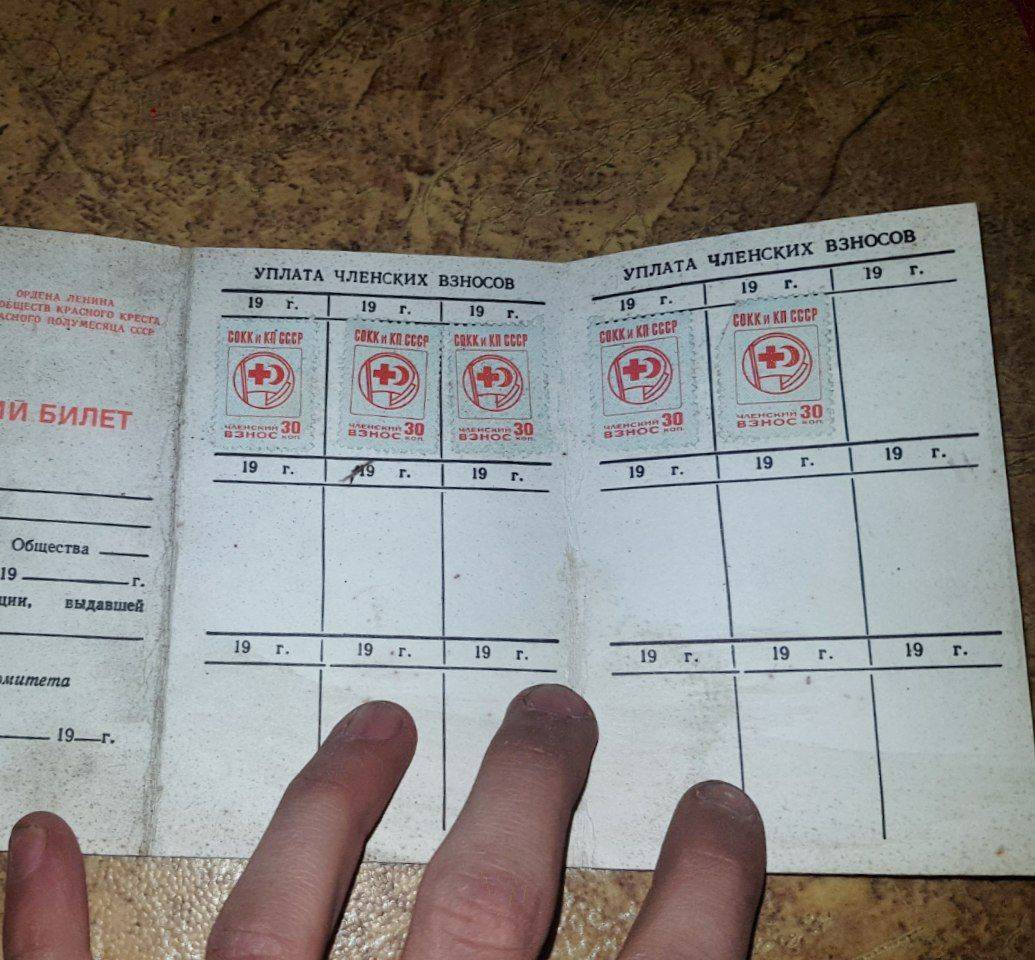 ОРДЕНА ЛЕНИНА
ОБЩЕСТВ КРАСНОГО КРЕСТА
АСНОГО ПОЛУМЕСЯЦА СССР
ИЙ БИЛЕТ
Общества
19 г.
ции, выдавшей
омитета
19 г.
УПЛАТА ЧЛЕНСКИХ ВЗНОСОВ
19 г. 19 г. 19 г.
СОКК и КП СССР
ЧЛЕНСКИЙ 30
ВЗНОС КОП.
СОКК и КП СССР
ЧЛЕНСКИЙ 30
ВЗНОС КОП.
СОКК и КП СССР
ЧЛЕНСКИЙ 30
ВЗНОС КОП.
19 г. 19 г. 19 г.
19 г. 19 г. 19 г.
УПЛАТА ЧЛЕНСКИХ ВЗНОСОВ
19 г. 19 г. 19 г.
СОКК и КП СССР
ЧЛЕНСКИЙ 30
ВЗНОС КОП.
СОКК и КП СССР
ЧЛЕНСКИЙ 30
ВЗНОС КОП.
19 г. 19 г. 19 г.
19 г. 19 г. 19 г.